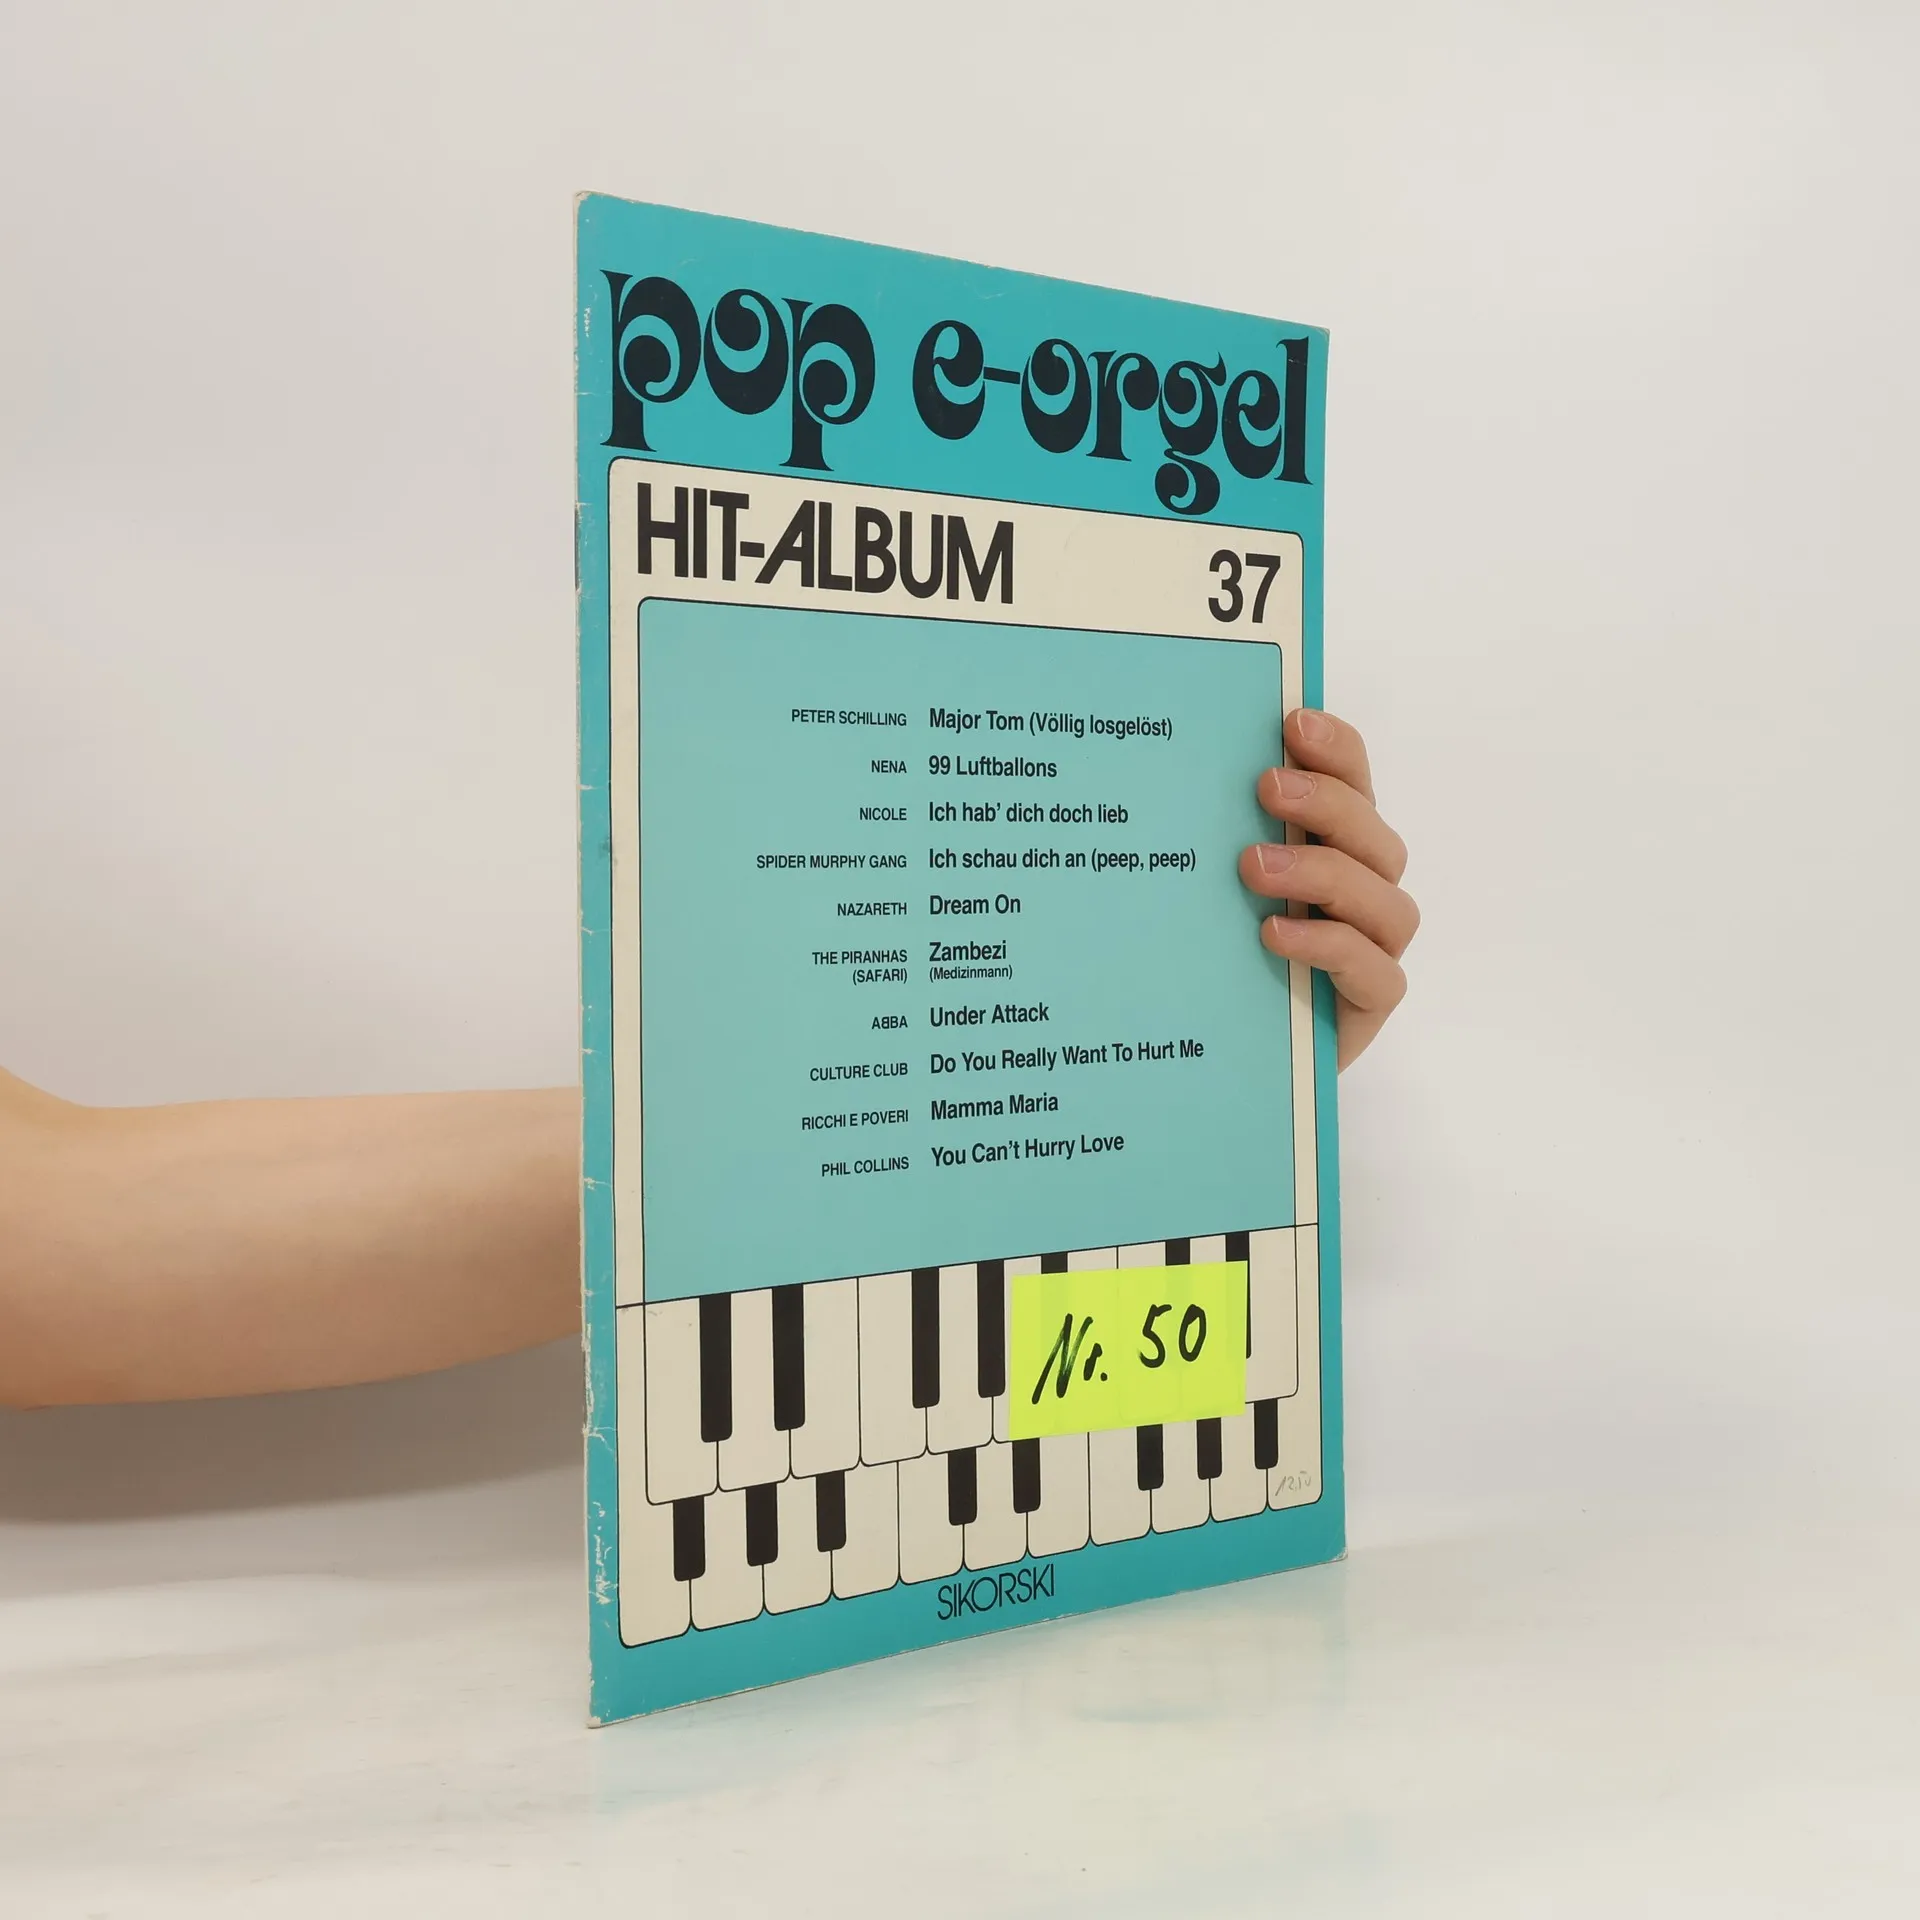 pop e-orgel
HIT-ALBUM 37
PETER SCHILLING Major Tom (Völlig losgelöst)
NENA 99 Luftballons
NICOLE Ich hab' dich doch lieb
SPIDER MURPHY GANG Ich schau dich an (peep, peep)
NAZARETH Dream On
THE PIRANHAS Zambezi
(SAFARI) (Medizinmann)
ABBA Under Attack
CULTURE CLUB Do You Really Want To Hurt Me
RICCHI E POVERI Mamma Maria
PHIL COLLINS You Can't Hurry Love
Nr. 50
12,50
SIKORSKI